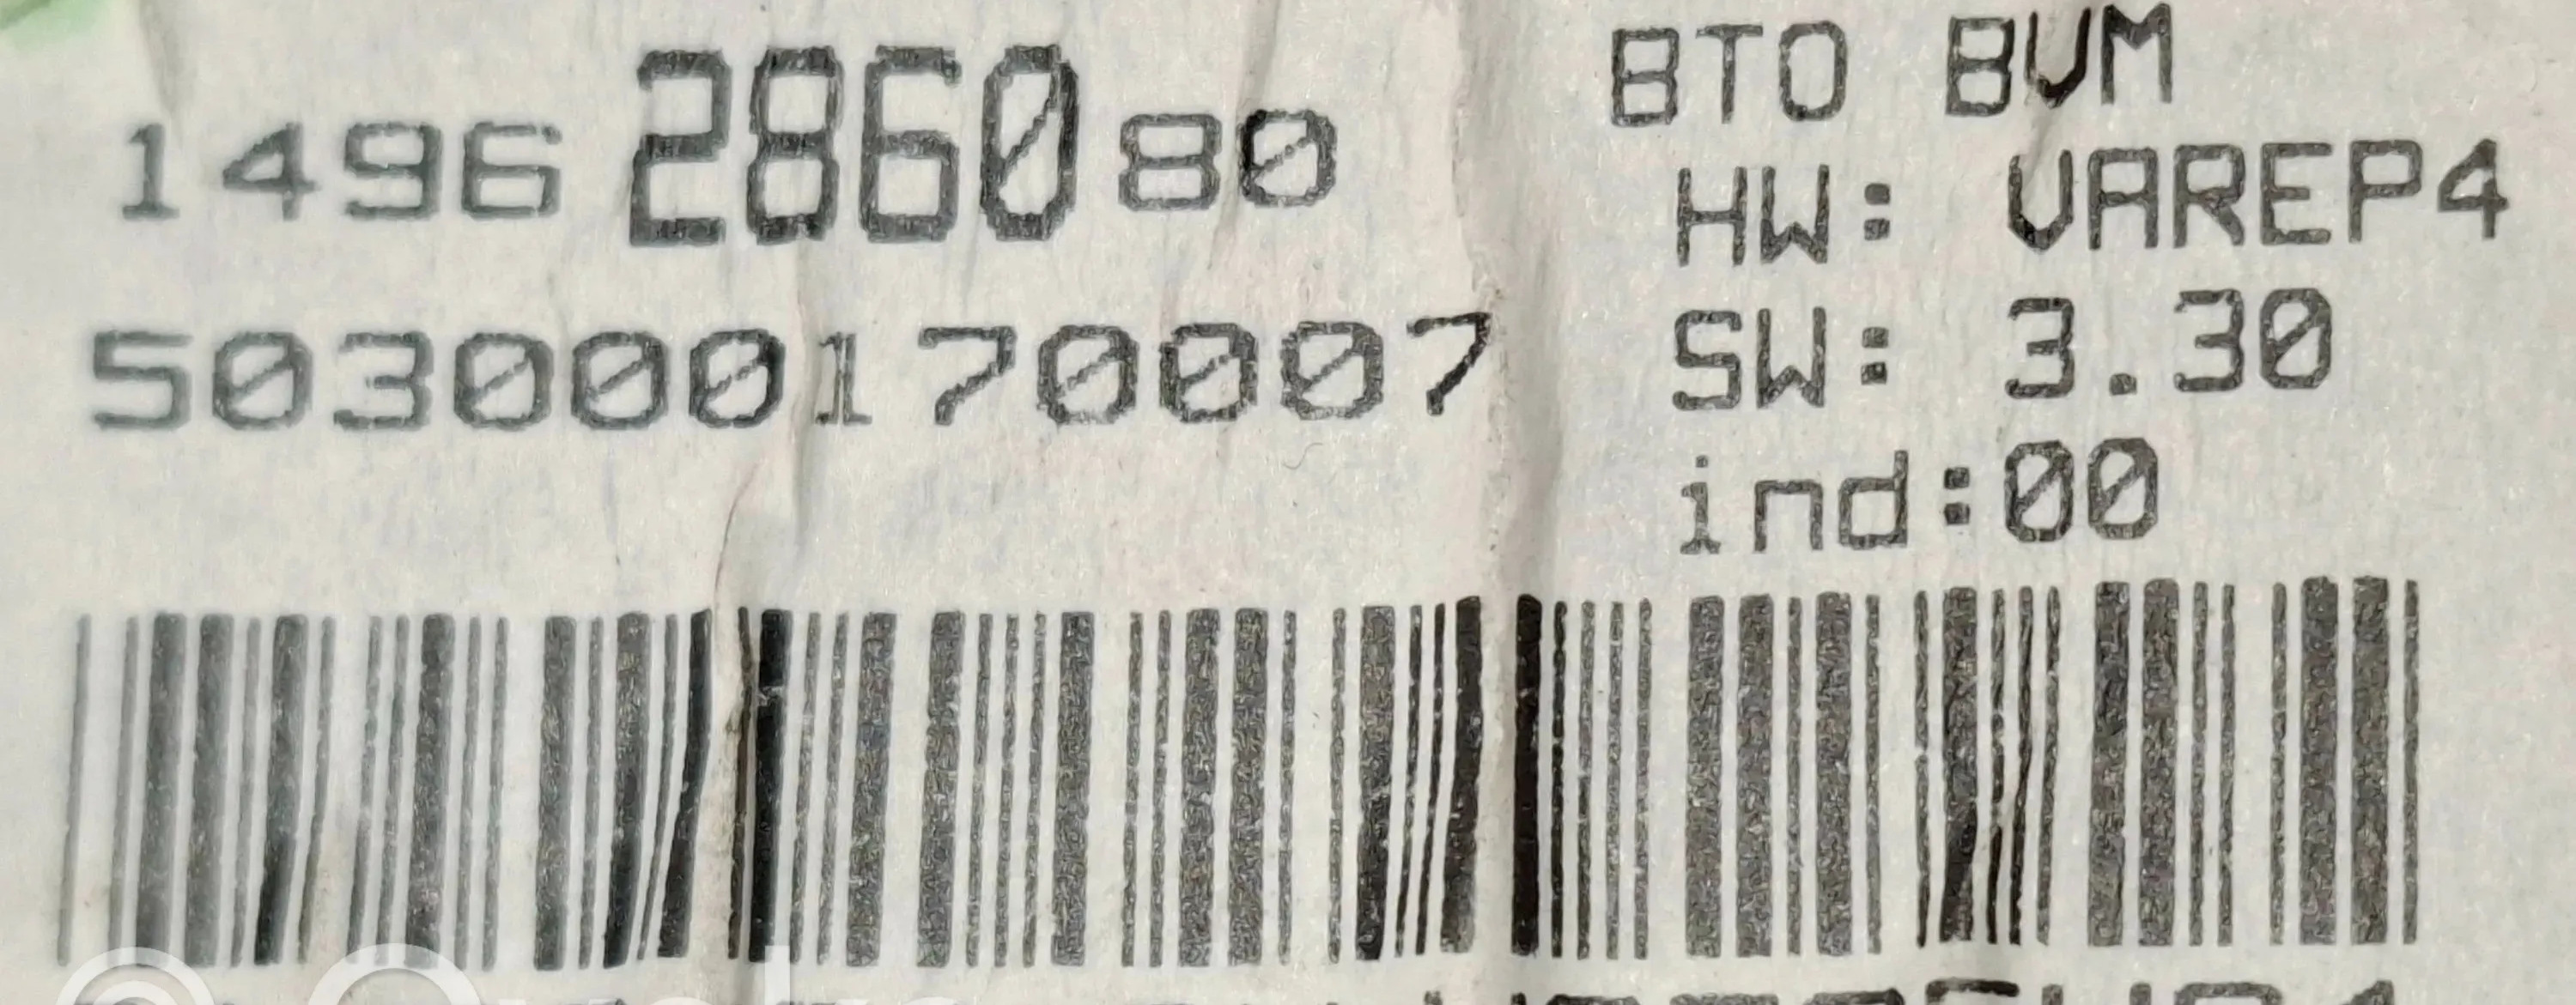 1496 2860 80
503000170007
BTO BVM
HW: VAREP4
SW: 3.30
ind:00